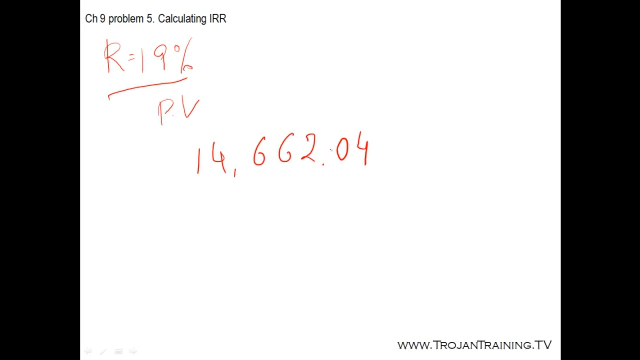 Ch 9 problem 5. Calculating IRR
R=19%
P.V
14,662.04
www.TrojanTraining.TV